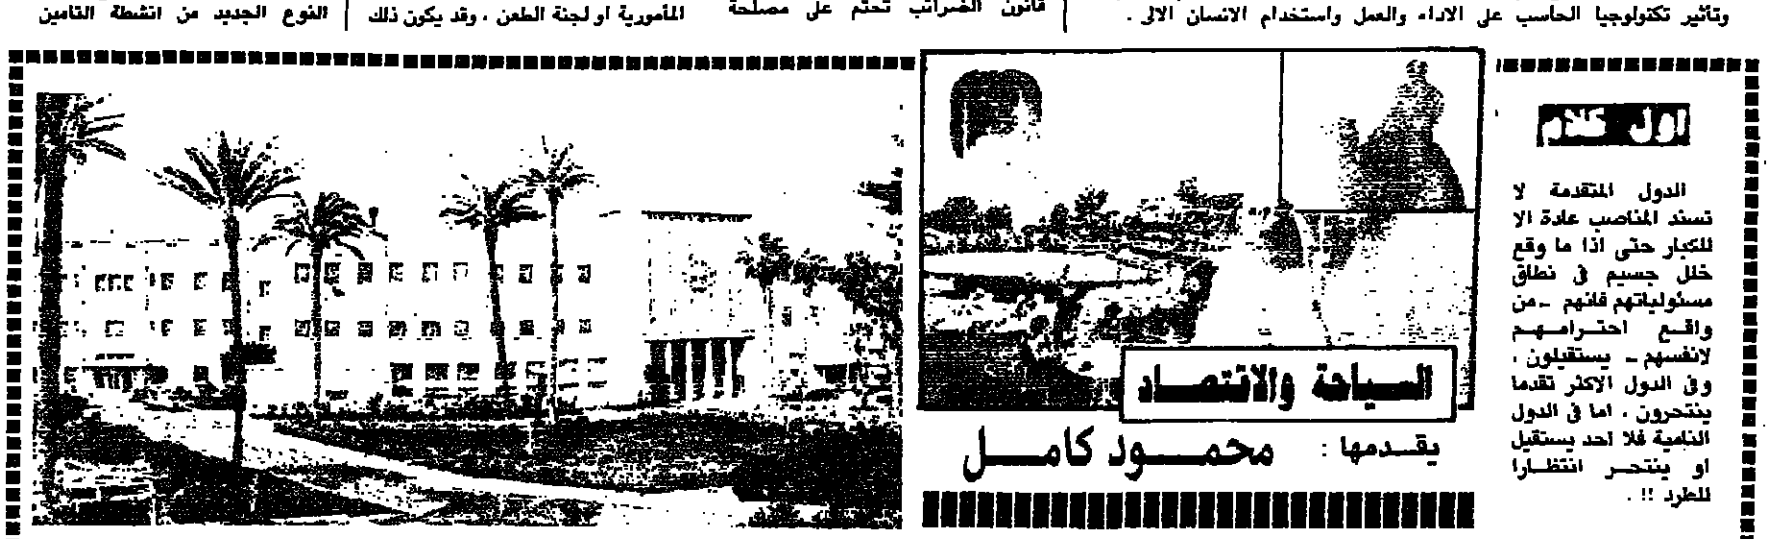 وتأثير تكنولوجيا الحاسب على الاداء والعمل واستخدام الانسان الالى .
قانون الضرائب تحتم على مصلحة
المأمورية او لجنة الطعن ، وقد يكون ذلك
النوع الجديد من انشطة التامين
اول كلام
الدول المتقدمة لا
تسند المناصب عادة الا
للكبار حتى اذا ما وقع
خلل جسيم فى نطاق
مسئولياتهم فانهم ـ من
واقع احترامهم
لانفسهم ـ يستقيلون ،
وفى الدول الاكثر تقدما
ينتحرون ، اما فى الدول
النامية فلا احد يستقيل
او ينتحر انتظارا
للطرد !! .
السياحة والاقتصاد
يقدمها : محمود كامل